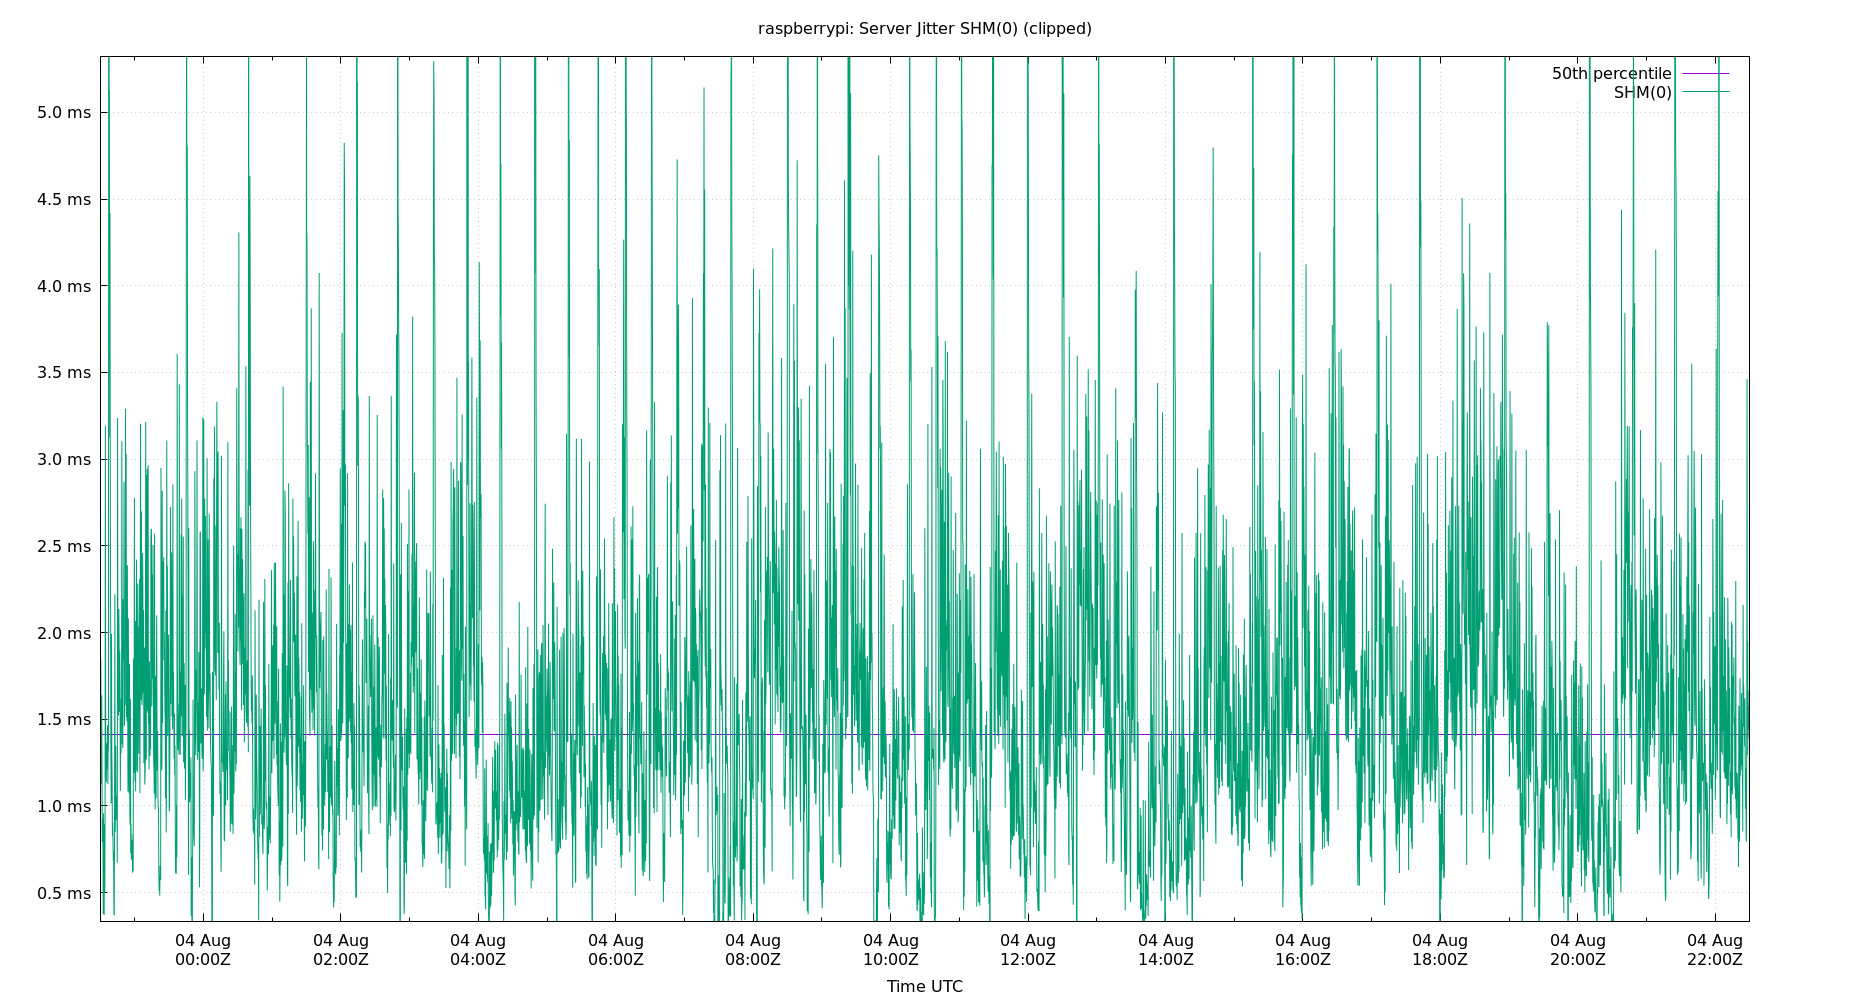 raspberrypi: Server Jitter SHM(0) (clipped)
50th percentile
SHM(0)
5.0 ms
4.5 ms
4.0 ms
3.5 ms
3.0 ms
2.5 ms
2.0 ms
1.5 ms
1.0 ms
0.5 ms
04 Aug 04 Aug 04 Aug 04 Aug 04 Aug 04 Aug 04 Aug 04 Aug 04 Aug 04 Aug 04 Aug 04 Aug
00:00Z 02:00Z 04:00Z 06:00Z 08:00Z 10:00Z 12:00Z 14:00Z 16:00Z 18:00Z 20:00Z 22:00Z
Time UTC